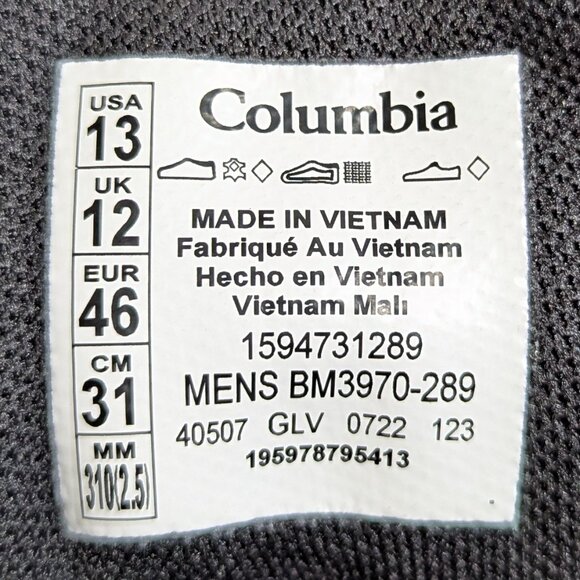 USA
13
UK
12
EUR
46
CM
31
MM
310(2.5)
Columbia
MADE IN VIETNAM
Fabriqué Au Vietnam
Hecho en Vietnam
Vietnam Malı
1594731289
MENS BM3970-289
40507 GLV 0722 123
195978795413